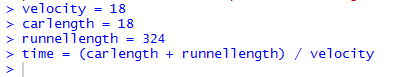 > velocity = 18
> carlength = 18
> runnellength = 324
> time = (carlength + runnellength) / velocity
>